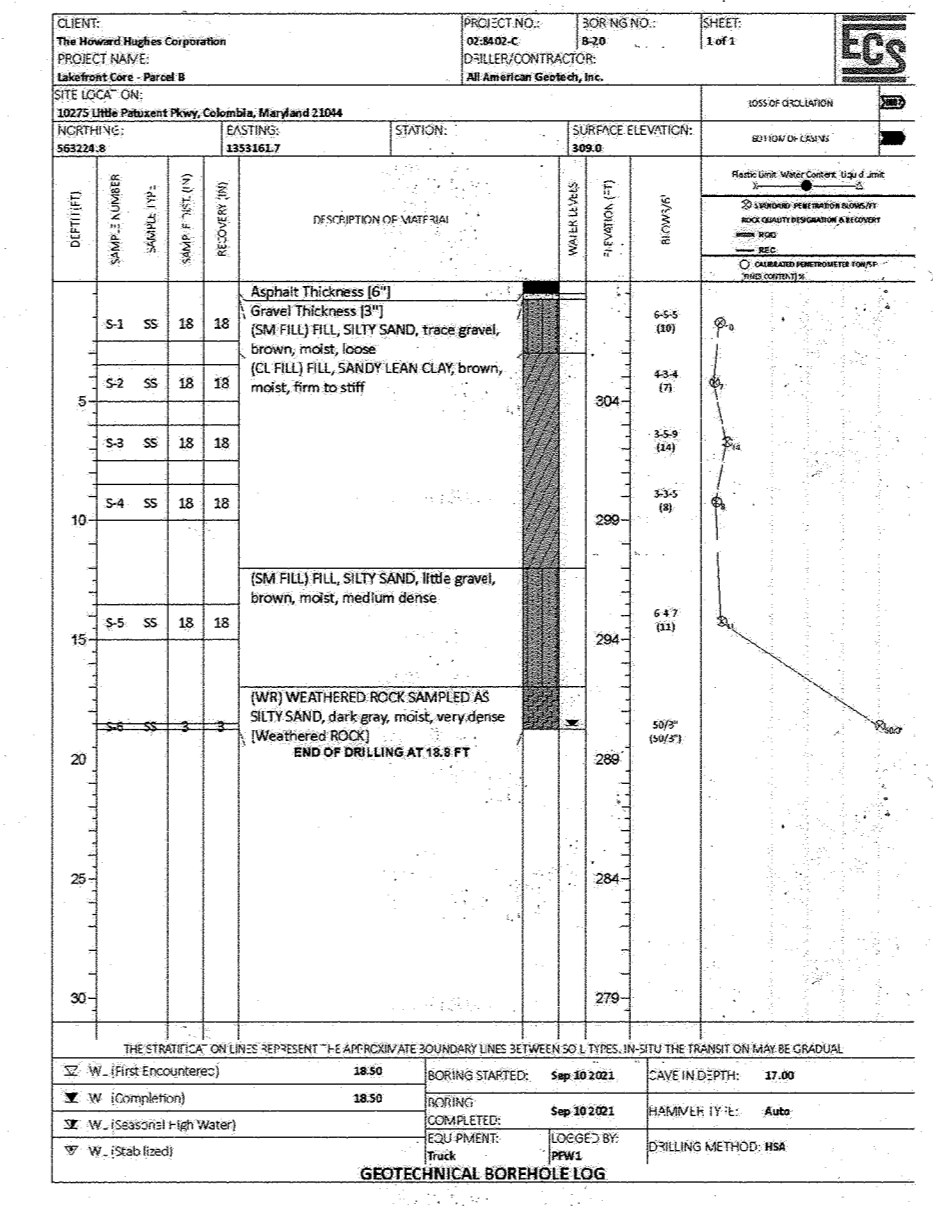 CLIENT: PROJECT NO.: BORING NO.: SHEET:
The Howard Hughes Corporation 02:8402-C B-20 1 of 1
ECS
PROJECT NAME: DRILLER/CONTRACTOR:
Lakefront Core - Parcel B All American Geotech, Inc.
SITE LOCATION:
10275 Little Patuxent Pkwy, Colombia, Maryland 21044
LOSS OF CIRCULATION
NORTHING: EASTING: STATION: SURFACE ELEVATION:
563224.8 1353161.7 309.0
BOTTOM OF CASING
DEPTH (FT)
SAMPLE NUMBER
SAMPLE TYPE
SAMPLE DIST. (IN)
RECOVERY (IN)
DESCRIPTION OF MATERIAL
WATER LEVELS
ELEVATION (FT)
BLOWS/6"
Plastic Limit Water Content Liquid Limit
STANDARD PENETRATION BLOWS/FT
ROCK QUALITY DESIGNATION & RECOVERY
RQD
REC
CALIBRATED PENETROMETER TON/SF
[FINES CONTENT] %
Asphalt Thickness [6"]
Gravel Thickness [3"]
S-1 SS 18 18 (SM FILL) FILL, SILTY SAND, trace gravel,
brown, moist, loose
6-5-5
(10)
10
(CL FILL) FILL, SANDY LEAN CLAY, brown,
moist, firm to stiff
S-2 SS 18 18
4-3-4
(7)
7
5 304
S-3 SS 18 18
3-5-9
(14)
14
S-4 SS 18 18
3-3-5
(8)
8
10 299
(SM FILL) FILL, SILTY SAND, little gravel,
brown, moist, medium dense
S-5 SS 18 18
6 4 7
(11)
11
15 294
(WR) WEATHERED ROCK SAMPLED AS
SILTY SAND, dark gray, moist, very dense
[Weathered ROCK]
S-6 SS 3 3
50/3"
(50/3")
50/3"
END OF DRILLING AT 18.8 FT
20 289
25 284
30 279
THE STRATIFICATION LINES REPRESENT THE APPROXIMATE BOUNDARY LINES BETWEEN SOIL TYPES. IN-SITU THE TRANSITION MAY BE GRADUAL
WL (First Encountered) 18.50 BORING STARTED: Sep 10 2021 CAVE IN DEPTH: 17.00
WL (Completion) 18.50 BORING
COMPLETED: Sep 10 2021 HAMMER TYPE: Auto
WL (Seasonal High Water)
WL (Stabilized) EQUIPMENT: LOGGED BY:
Truck PFW1 DRILLING METHOD: HSA
GEOTECHNICAL BOREHOLE LOG